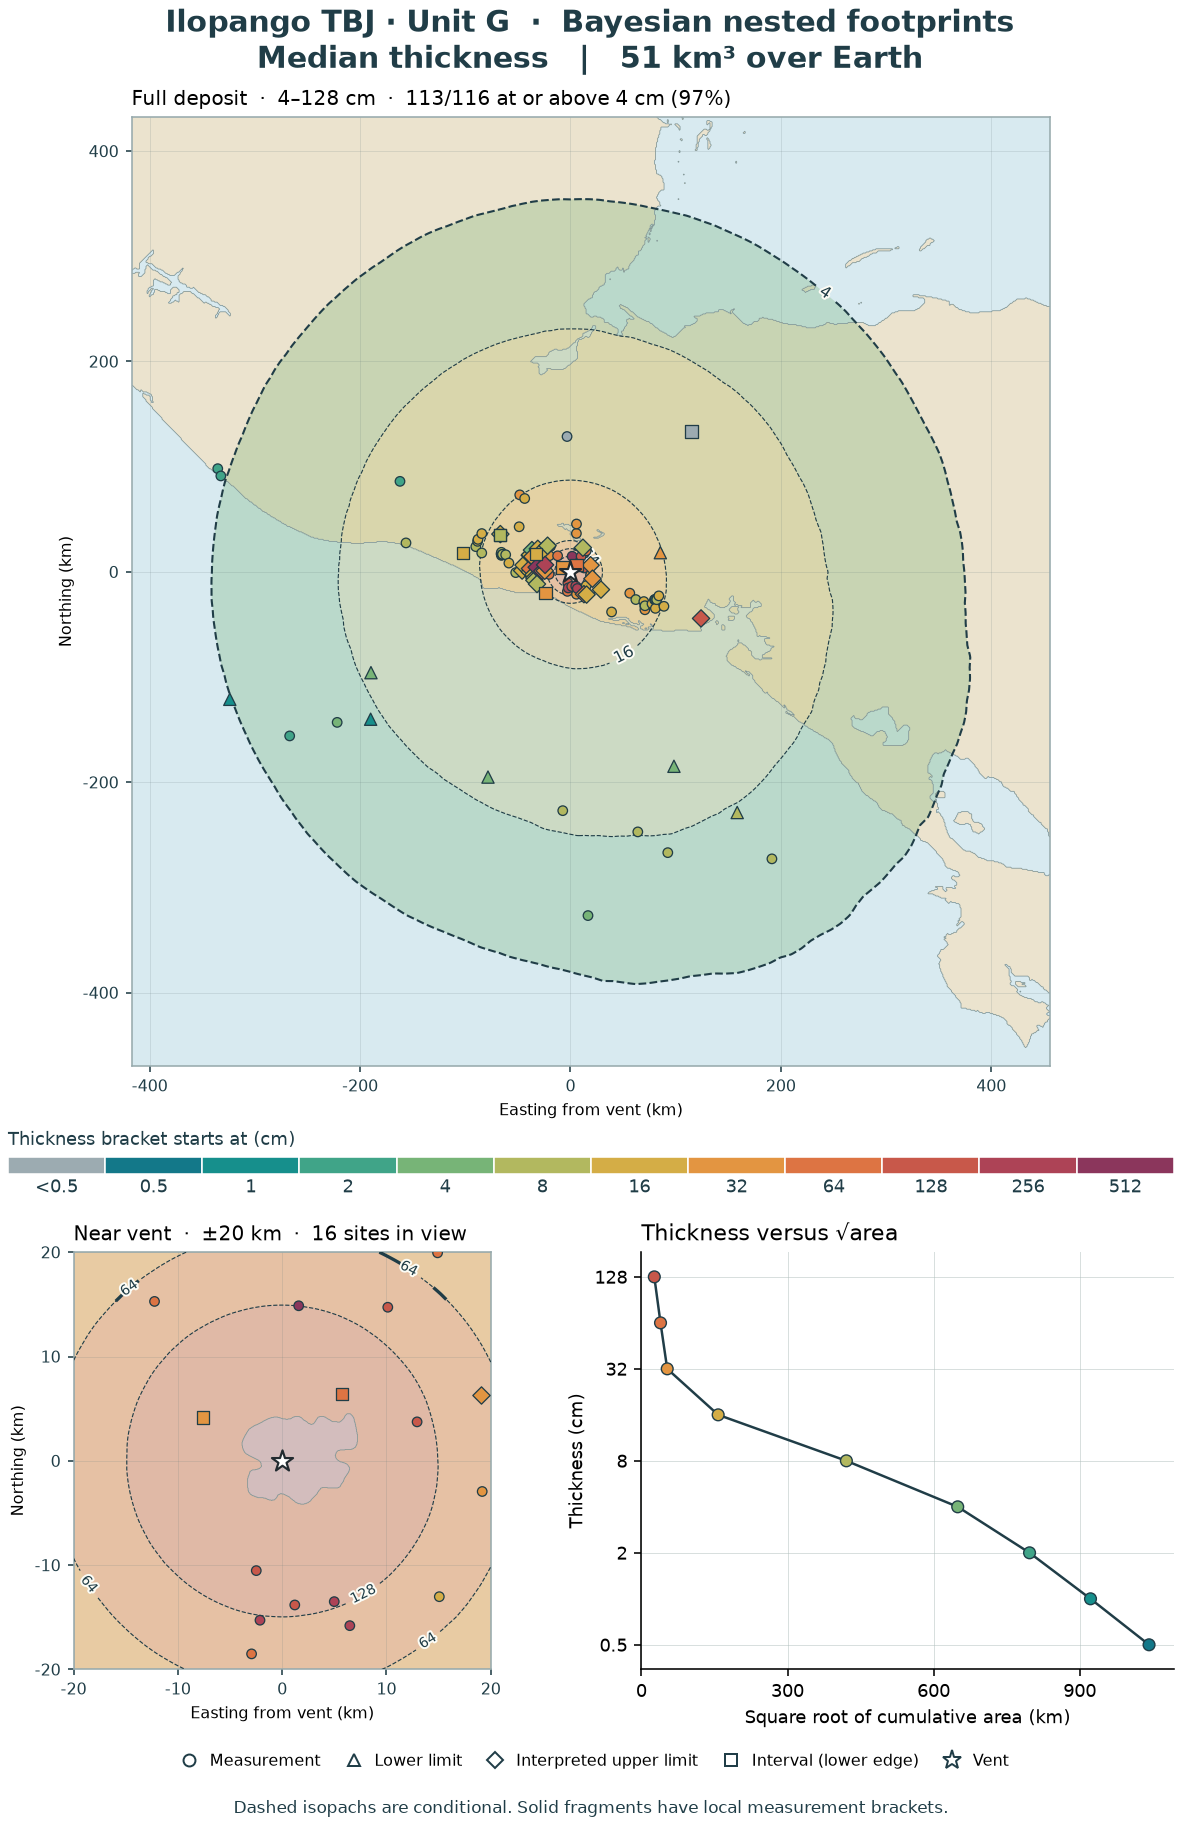 Ilopango TBJ · Unit G · Bayesian nested footprints
Median thickness | 51 km³ over Earth
Full deposit · 4–128 cm · 113/116 at or above 4 cm (97%)
400
200
0
-200
-400
Northing (km)
4
16
-400
-200
0
200
400
Easting from vent (km)
Thickness bracket starts at (cm)
<0.5 0.5 1 2 4 8 16 32 64 128 256 512
Near vent · ±20 km · 16 sites in view
20
10
0
-10
-20
Northing (km)
64
64
64
64
128
-20
-10
0
10
20
Easting from vent (km)
Thickness versus √area
128
32
8
2
0.5
Thickness (cm)
0
300
600
900
Square root of cumulative area (km)
Measurement
Lower limit
Interpreted upper limit
Interval (lower edge)
Vent
Dashed isopachs are conditional. Solid fragments have local measurement brackets.